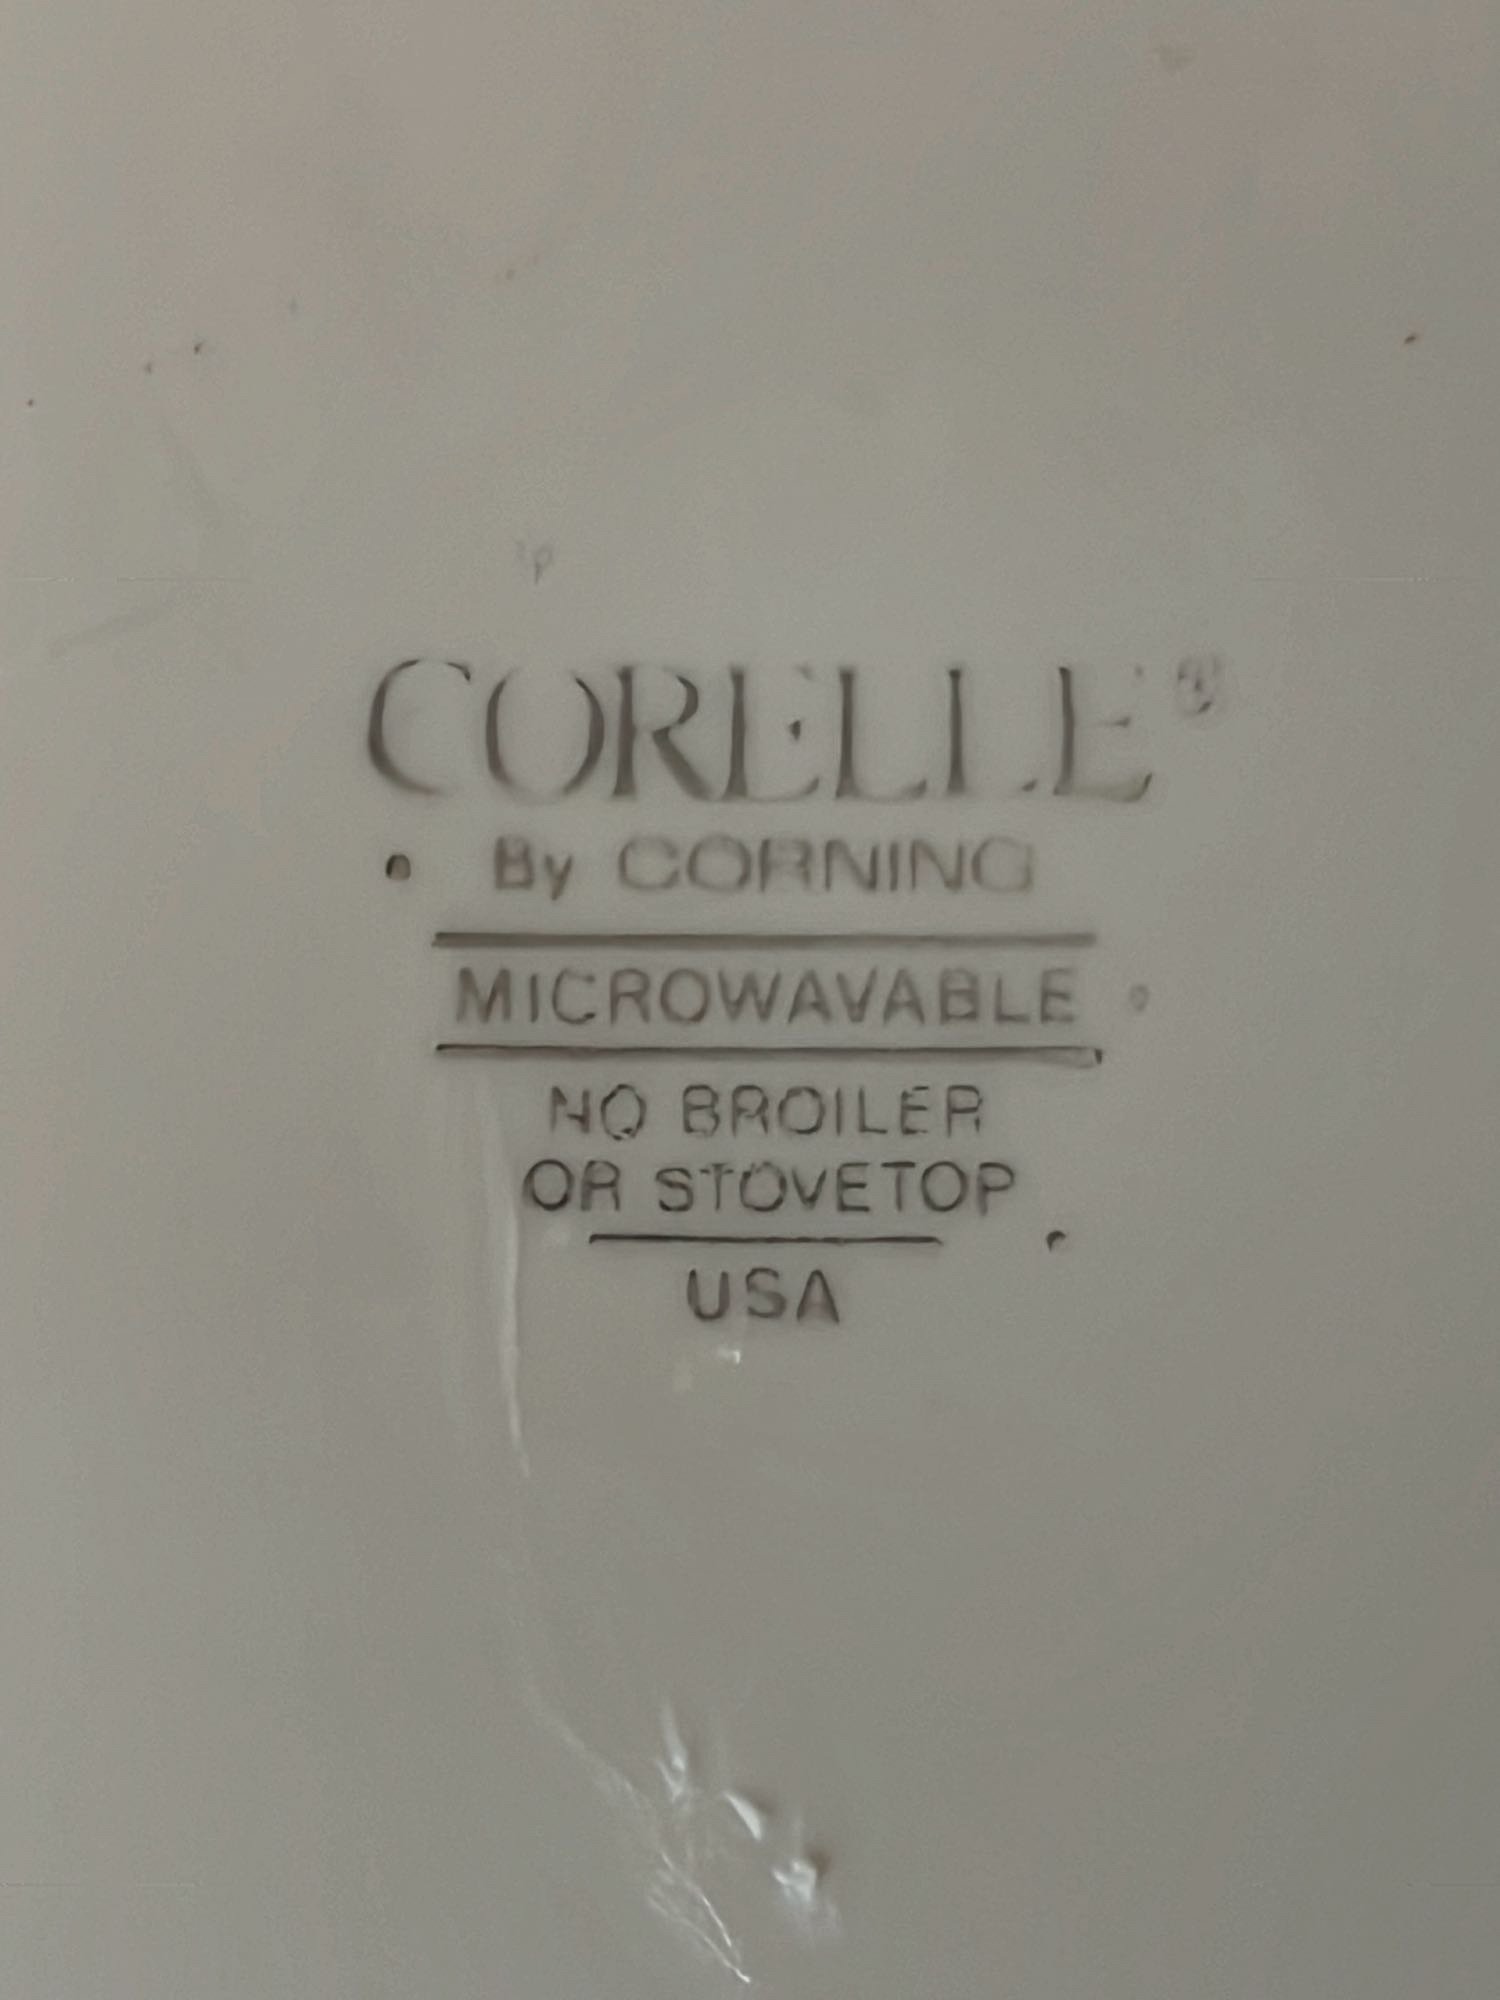 CORELLE®
By CORNING
MICROWAVABLE
NO BROILER
OR STOVETOP
USA